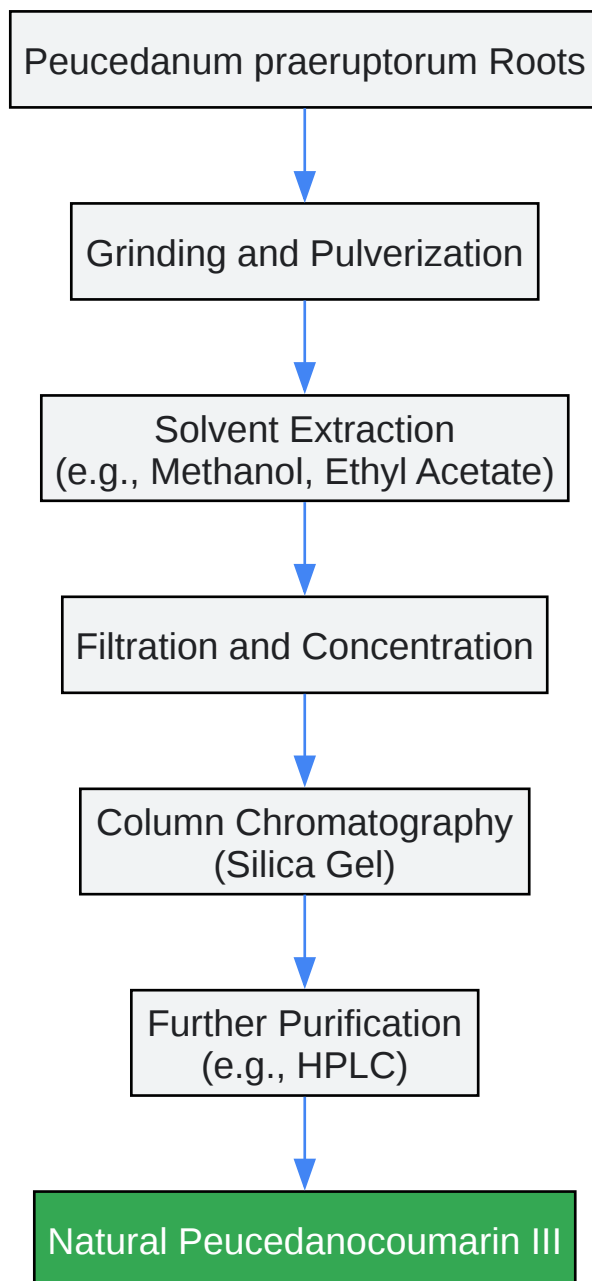 Peucedanum praeruptorum Roots
Grinding and Pulverization
Solvent Extraction
(e.g., Methanol, Ethyl Acetate)
Filtration and Concentration
Column Chromatography
(Silica Gel)
Further Purification
(e.g., HPLC)
Natural Peucedanocoumarin III